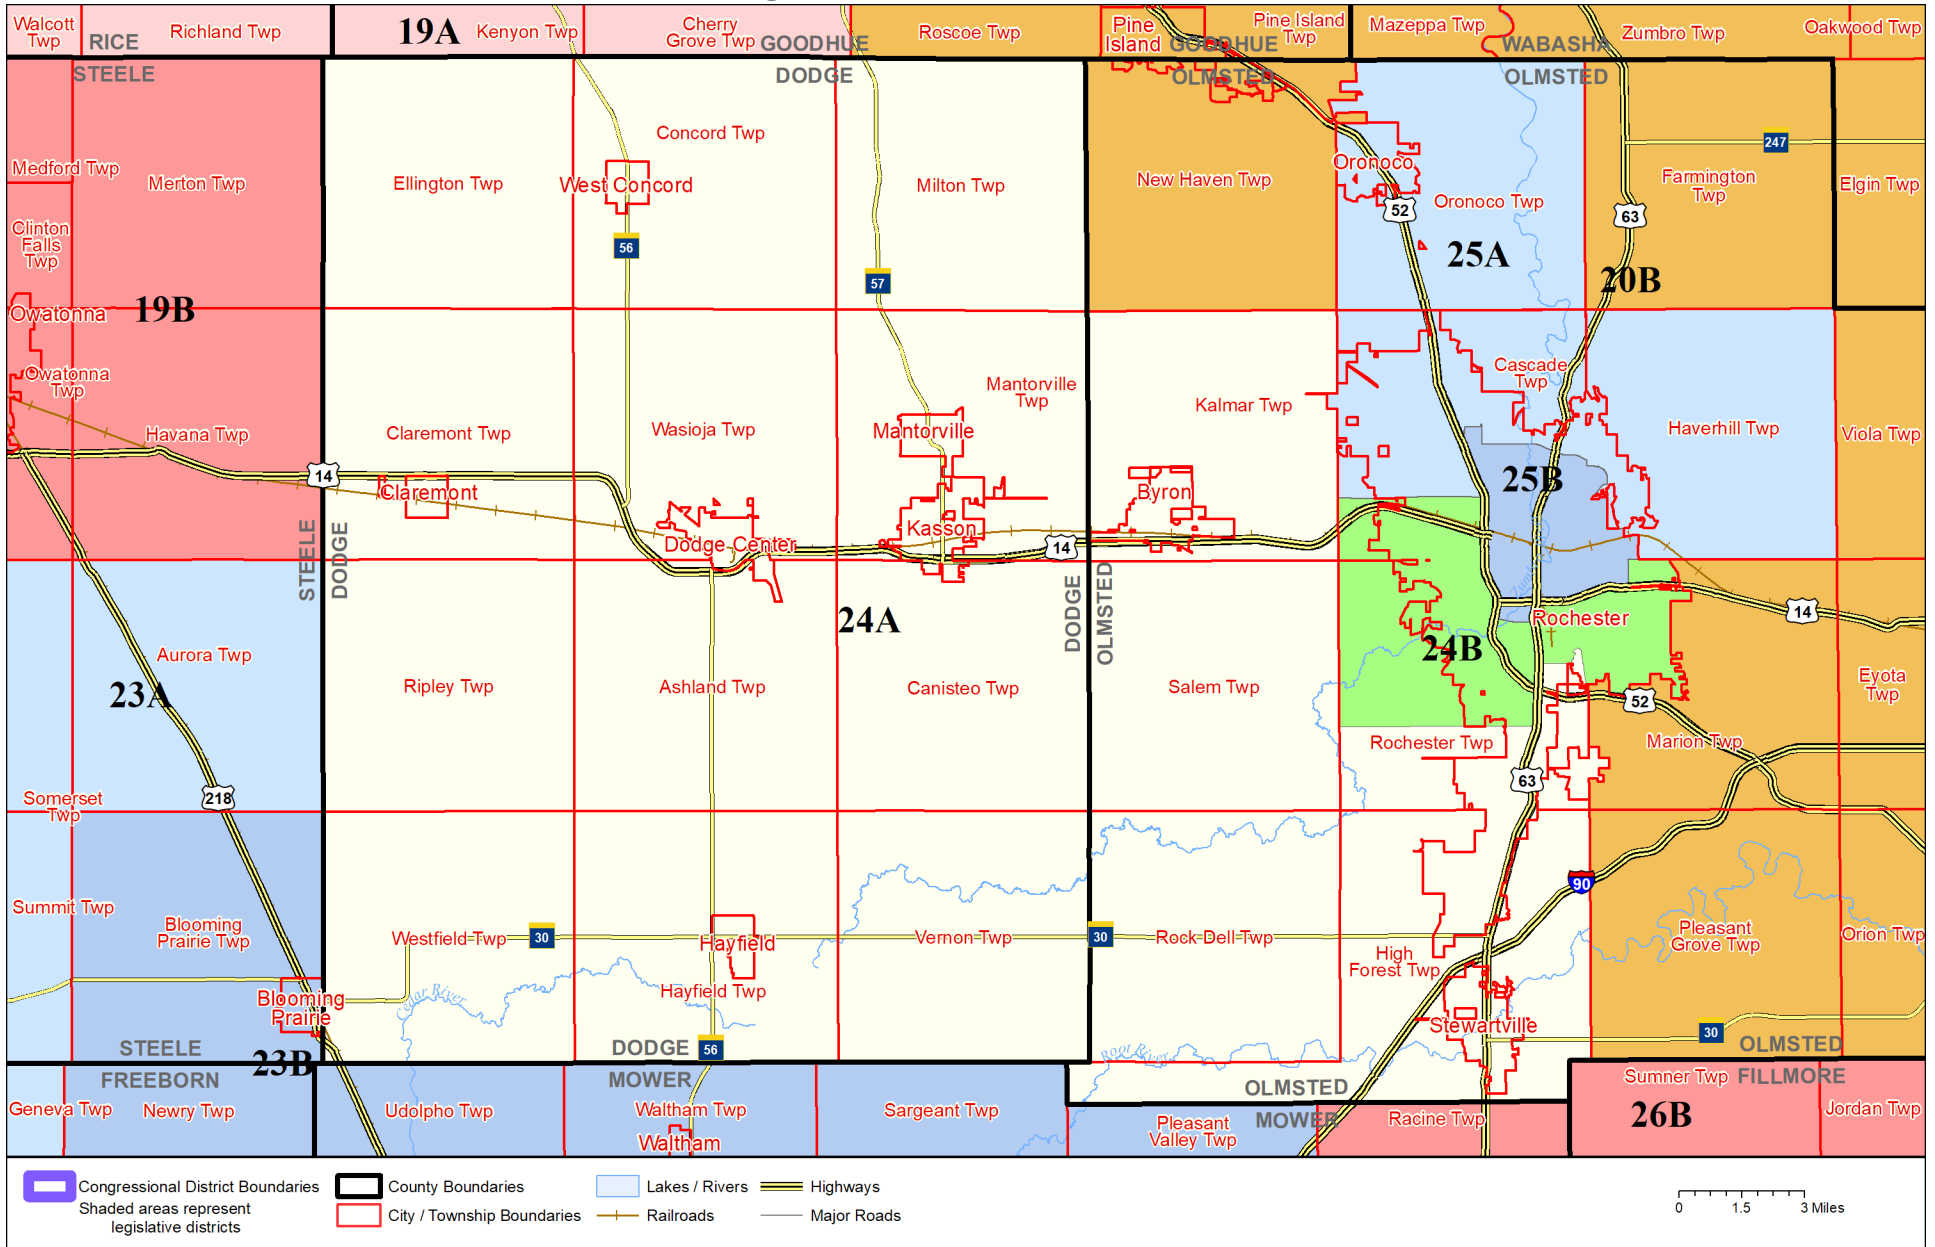 Walcott
Twp
RICE
Richland Twp
19A
Kenyon Twp
Cherry
Grove Twp
GOODHUE
Roscoe Twp
Pine
Island
GOODHUE
Pine Island
Twp
Mazeppa Twp
WABASHA
Zumbro Twp
Oakwood Twp
STEELE
DODGE
OLMSTED
OLMSTED
Medford Twp
Merton Twp
Ellington Twp
West Concord
Concord Twp
Milton Twp
New Haven Twp
Oronoco
52
Oronoco Twp
247
Farmington
Twp
Elgin Twp
63
Clinton
Falls
Twp
56
57
25A
20B
Owatonna
19B
Owatonna
Twp
Havana Twp
Claremont Twp
Wasioja Twp
Mantorville
Mantorville
Twp
Kalmar Twp
Cascade
Twp
Haverhill Twp
Viola Twp
14
Claremont
Byron
25B
Kasson
Dodge Center
14
STEELE
DODGE
DODGE
OLMSTED
24A
Zumbro
Rochester
14
24B
Aurora Twp
23A
Ripley Twp
Ashland Twp
Canisteo Twp
Salem Twp
52
Eyota
Twp
Rochester Twp
Marion Twp
63
218
Somerset
Twp
90
Summit Twp
Blooming
Prairie Twp
Westfield Twp
30
Hayfield
Vernon Twp
30
Rock Dell Twp
High
Forest Twp
Pleasant
Grove Twp
Orion Twp
Hayfield Twp
Cedar River
Blooming
Prairie
Stewartville
30
STEELE
DODGE
56
Root River
OLMSTED
23B
FREEBORN
MOWER
OLMSTED
Sumner Twp
FILLMORE
Geneva Twp
Newry Twp
Udolpho Twp
Waltham Twp
Sargeant Twp
Pleasant
Valley Twp
MOWER
Racine Twp
26B
Jordan Twp
Waltham
Congressional District Boundaries
Shaded areas represent
legislative districts
County Boundaries
City / Township Boundaries
Lakes / Rivers
Railroads
Highways
Major Roads
0 1.5 3 Miles